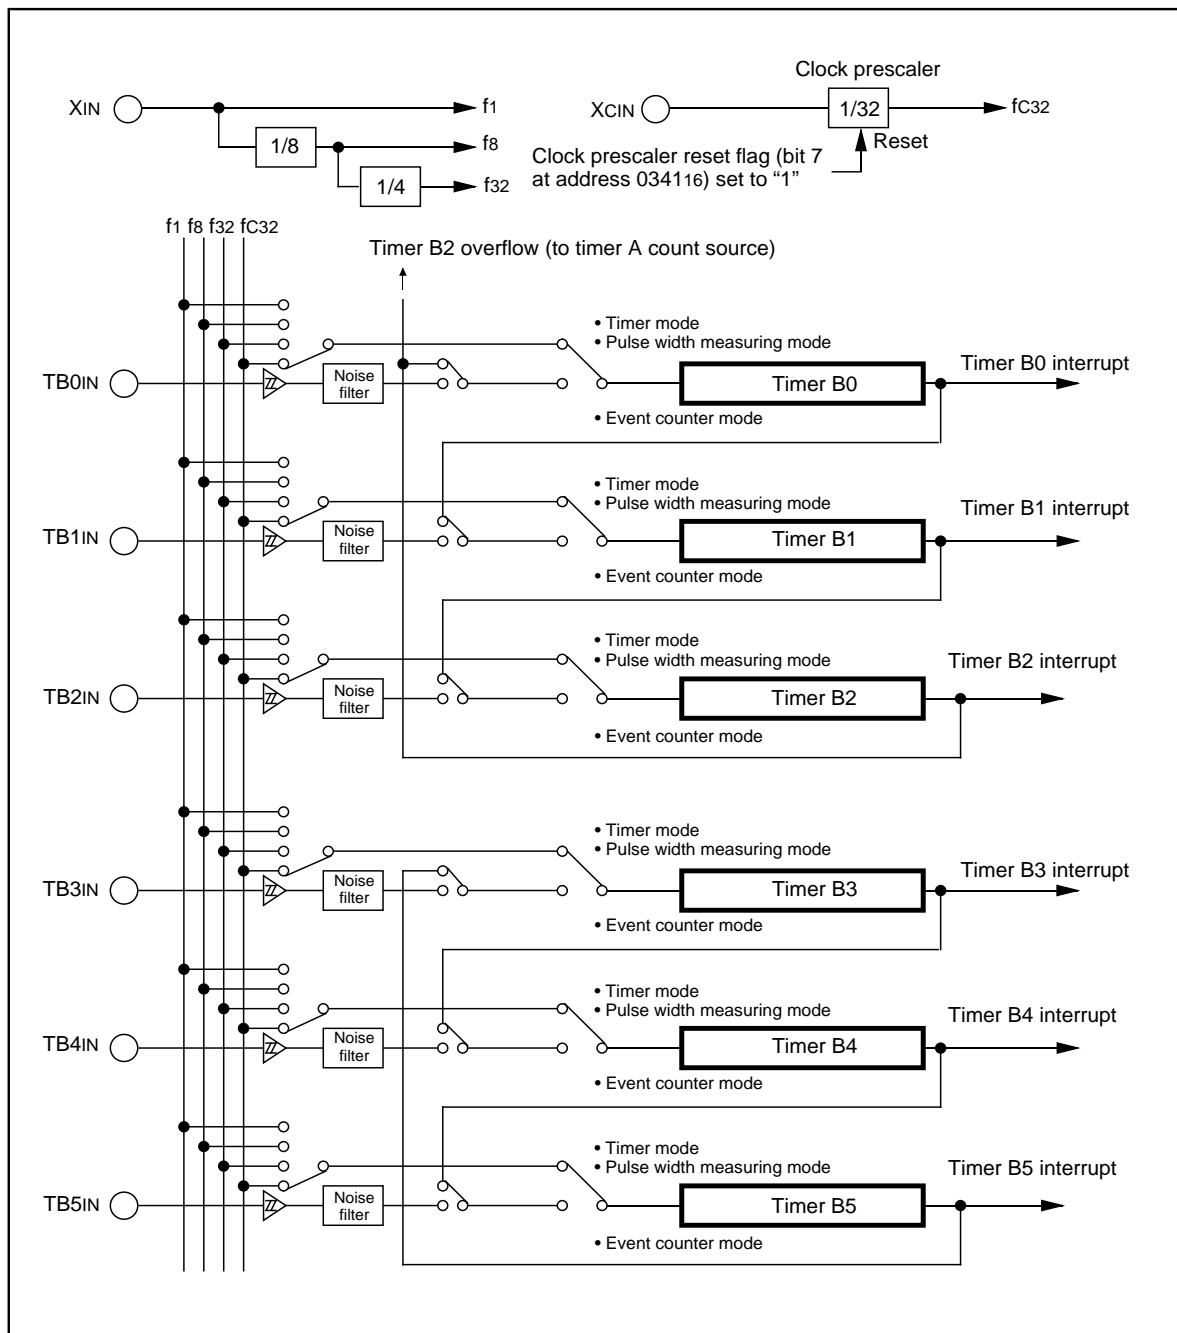 Clock prescaler
XIN
f1
XCIN
1/32
fC32
1/8
f8
Reset
Clock prescaler reset flag (bit 7
at address 034116) set to “1”
1/4
f32
f1 f8 f32 fC32
Timer B2 overflow (to timer A count source)
• Timer mode
• Pulse width measuring mode
TB0IN
Noise
filter
Timer B0
Timer B0 interrupt
• Event counter mode
• Timer mode
• Pulse width measuring mode
TB1IN
Noise
filter
Timer B1
Timer B1 interrupt
• Event counter mode
• Timer mode
• Pulse width measuring mode
TB2IN
Noise
filter
Timer B2
Timer B2 interrupt
• Event counter mode
• Timer mode
• Pulse width measuring mode
TB3IN
Noise
filter
Timer B3
Timer B3 interrupt
• Event counter mode
• Timer mode
• Pulse width measuring mode
TB4IN
Noise
filter
Timer B4
Timer B4 interrupt
• Event counter mode
• Timer mode
• Pulse width measuring mode
TB5IN
Noise
filter
Timer B5
Timer B5 interrupt
• Event counter mode